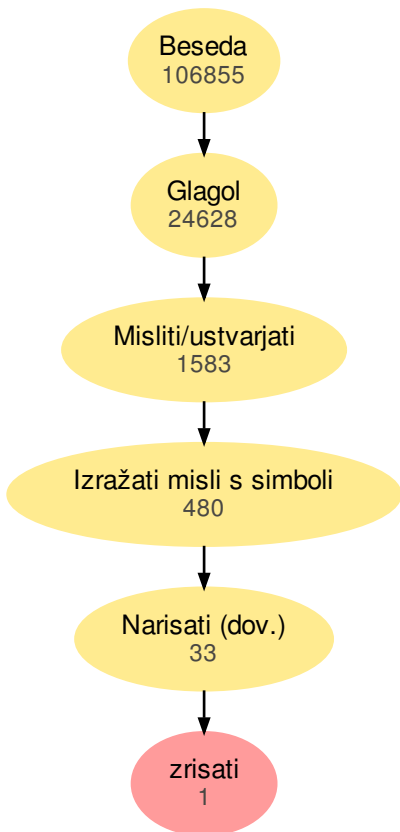 Beseda
106855
Glagol
24628
Misliti/ustvarjati
1583
Izražati misli s simboli
480
Narisati (dov.)
33
zrisati
1